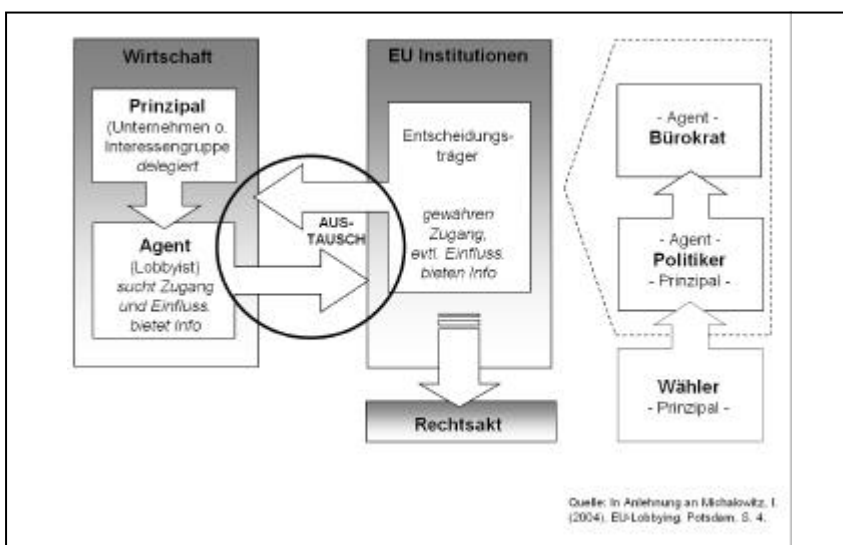 Wirtschaft
Prinzipal
(Unternehmen o.
Interessengruppe
delegiert
Agent
(Lobbyist)
sucht Zugang
und Einfluss.
bietet Info
AUS-
TAUSCH
EU Institutionen
Entscheidungs-
träger
gewähren
Zugang,
evtl. Einfluss.
bieten Info
Rechtsakt
- Agent -
Bürokrat
- Agent -
Politiker
- Prinzipal -
Wähler
- Prinzipal -
Quelle: In Anlehnung an Michalowitz, I.
(2004), EU-Lobbying. Potsdam. S. 4.